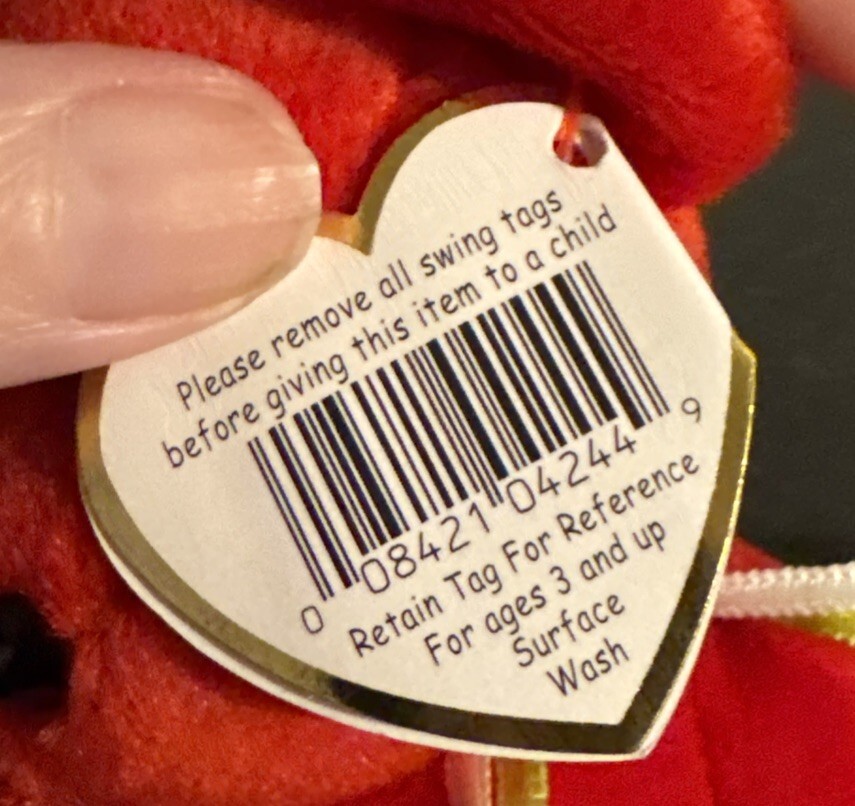 Please remove all swing tags
before giving this item to a child
0 08421 04244 9
Retain Tag For Reference
For ages 3 and up
Surface
Wash